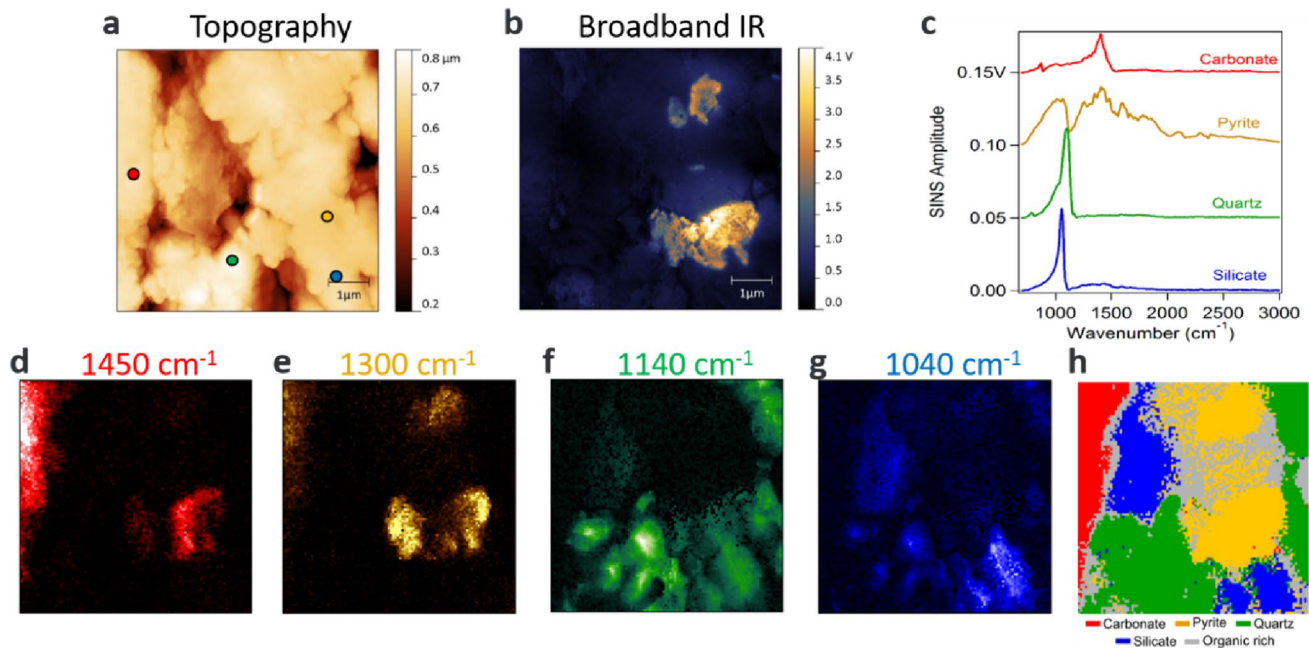 a Topography
0.8 µm
0.7
0.6
0.5
0.4
0.3
0.2
1µm
b Broadband IR
4.1 V
3.5
3.0
2.5
2.0
1.5
1.0
0.0
1µm
c
SINS Amplitude
0.15V
0.10
0.05
0.00
Carbonate
Pyrite
Quartz
Silicate
1000 1500 2000 2500 3000
Wavenumber (cm⁻¹)
d 1450 cm⁻¹
e 1300 cm⁻¹
f 1140 cm⁻¹
g 1040 cm⁻¹
h
Carbonate Pyrite Quartz
Silicate Organic rich